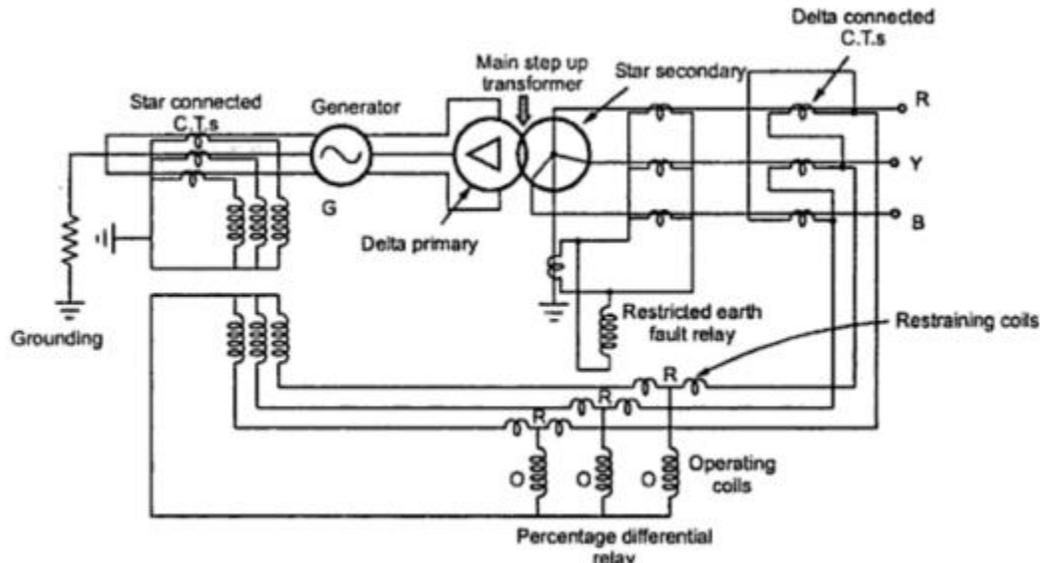 Delta connected
C.T.s
Main step up
transformer
Star secondary
Star connected
C.T.s
Generator
R
Y
B
G
Delta primary
Grounding
Restricted earth
fault relay
Restraining coils
R
R
R
O
O
O
Operating
coils
Percentage differential
relay